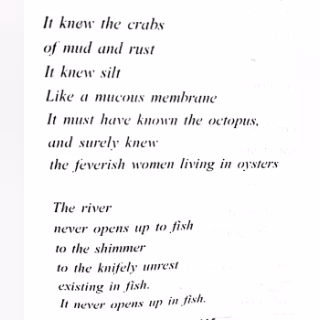 It knew the crabs
of mud and rust
It knew silt
Like a mucous membrane
It must have known the octopus,
and surely knew
the feverish women living in oysters
The river
never opens up to fish
to the shimmer
to the knifely unrest
existing in fish.
It never opens up in fish.